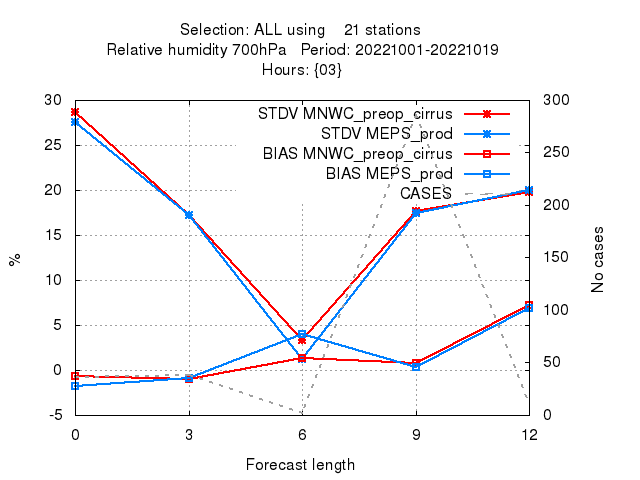 Selection: ALL using 21 stations
Relative humidity 700hPa Period: 20221001-20221019
Hours: {03}
STDV MNWC_preop_cirrus
STDV MEPS_prod
BIAS MNWC_preop_cirrus
BIAS MEPS_prod
CASES
30
25
20
15
10
5
0
-5
%
300
250
200
150
100
50
0
No cases
0 3 6 9 12
Forecast length